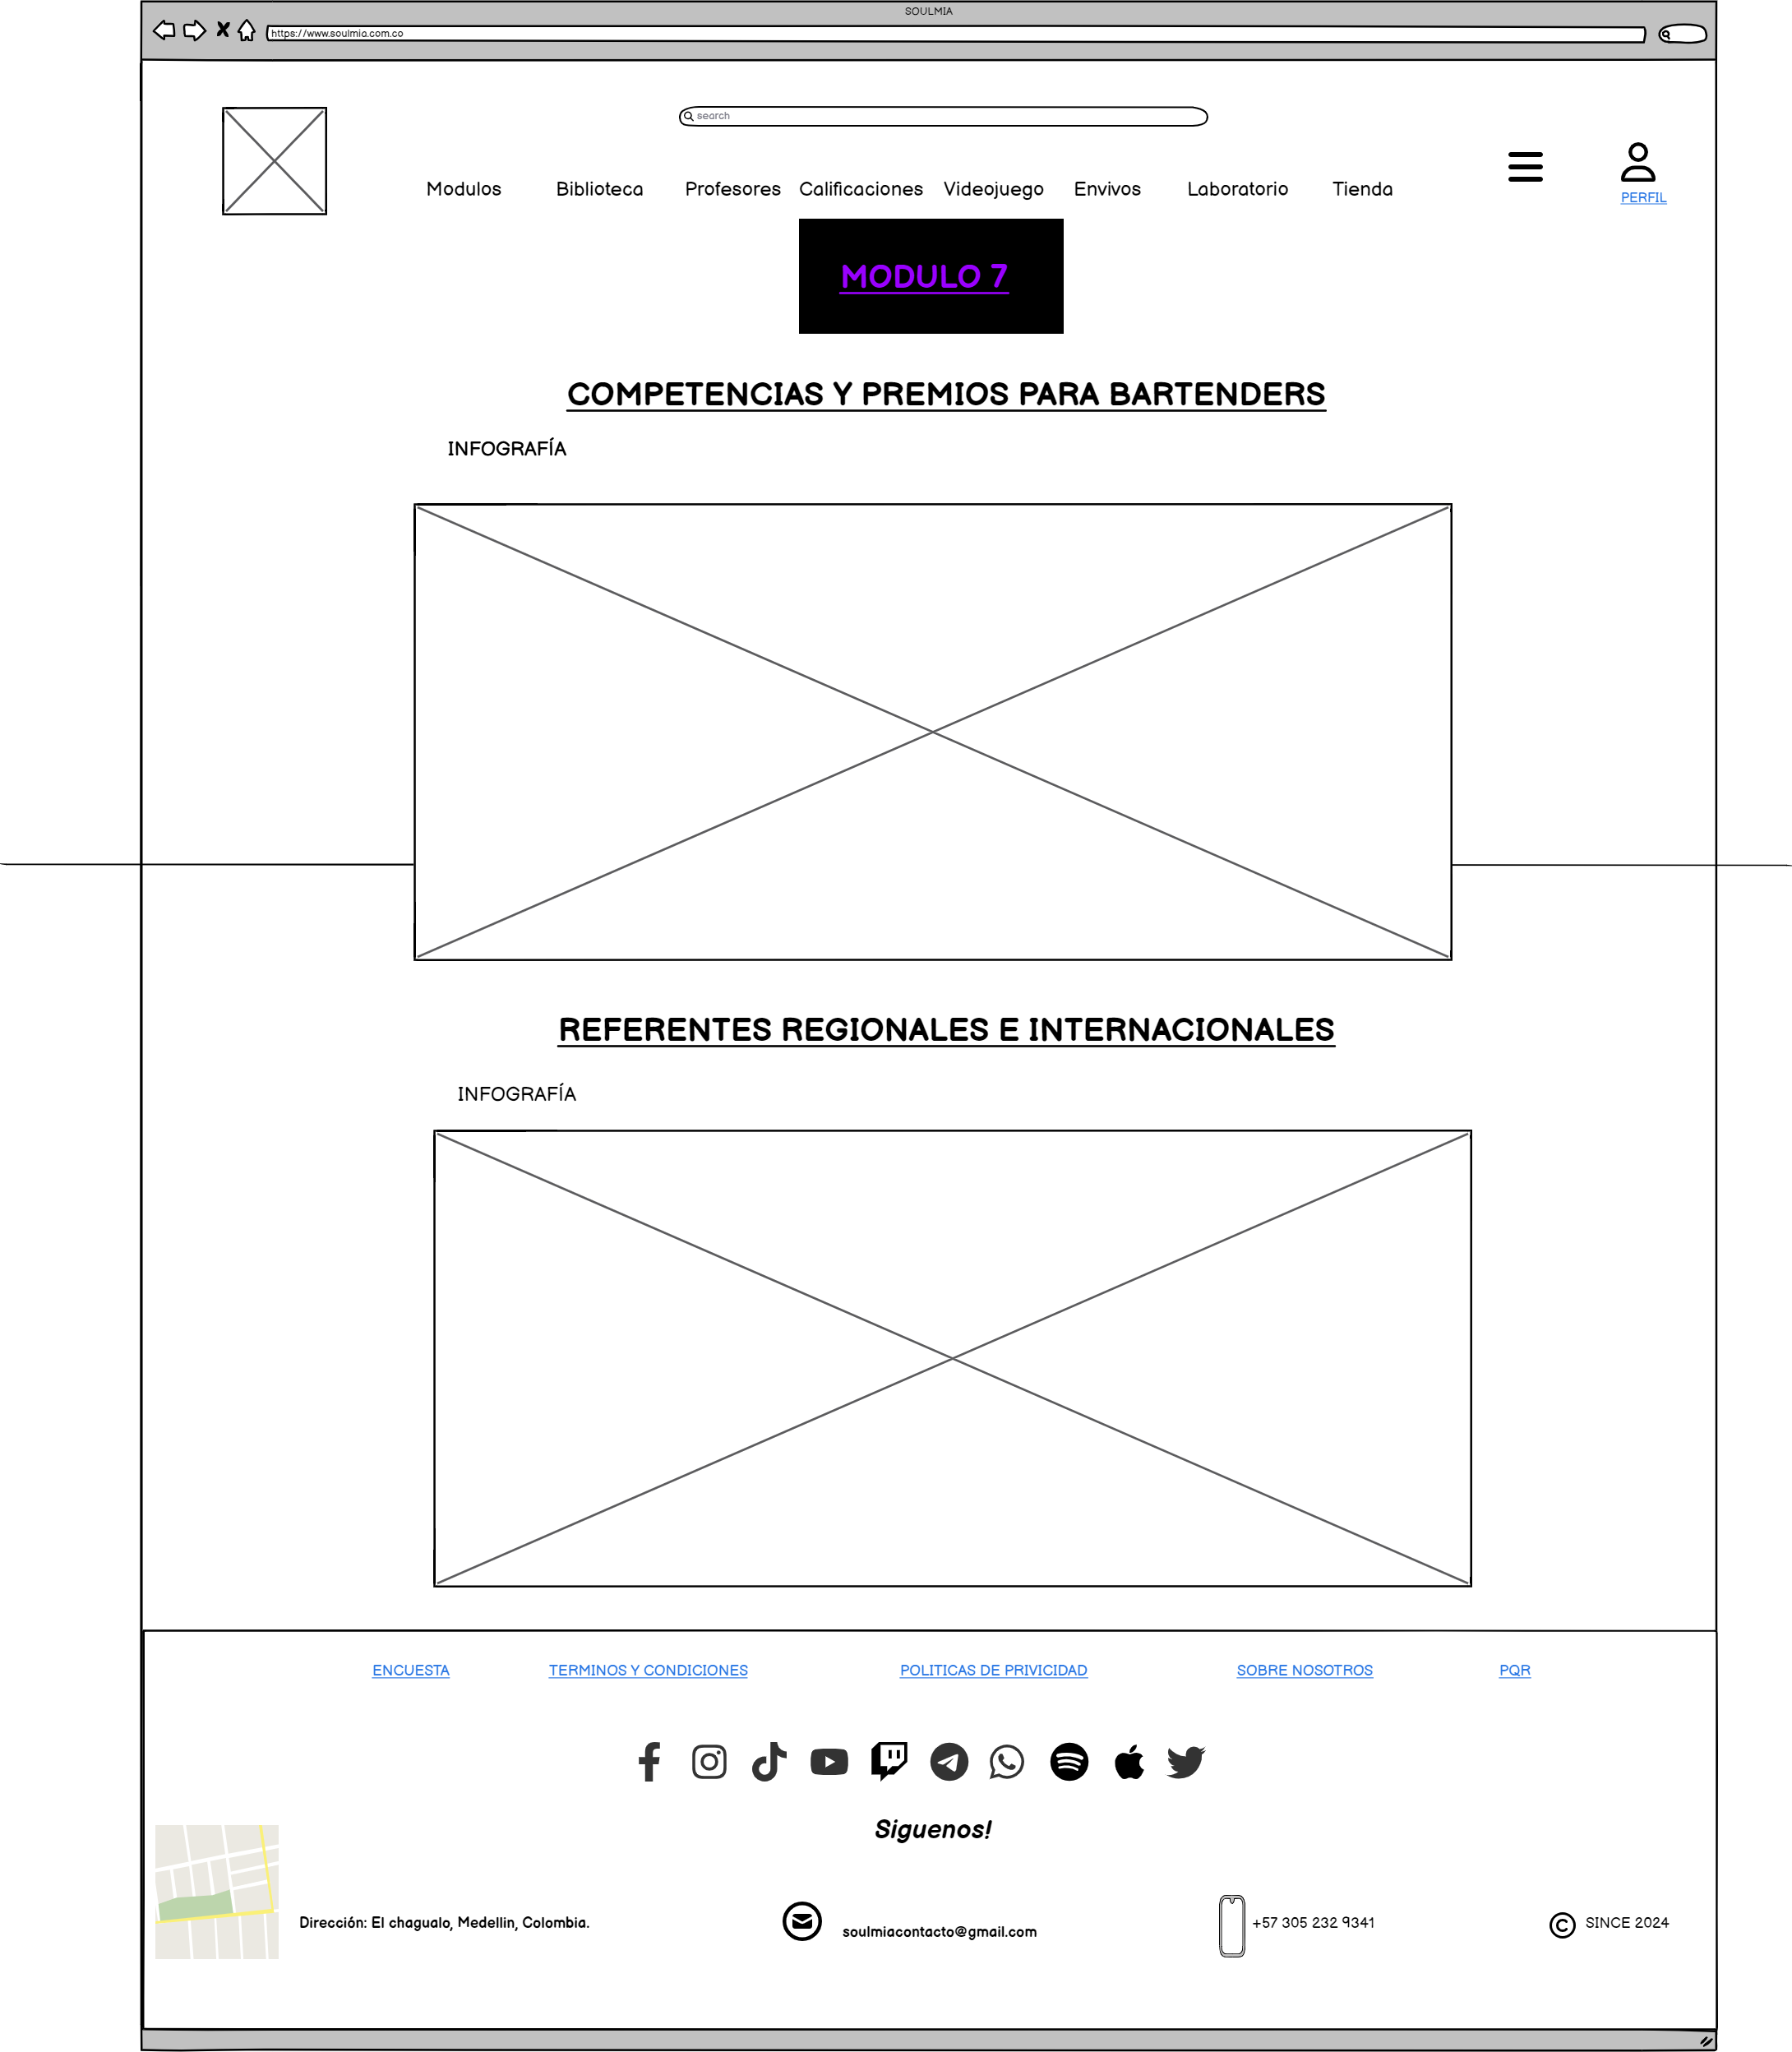 SOULMIA
https://www.soulmia.com.co
search
Modulos Biblioteca Profesores Calificaciones Videojuego Envivos Laboratorio Tienda
PERFIL
MODULO 7
COMPETENCIAS Y PREMIOS PARA BARTENDERS
INFOGRAFÍA
REFERENTES REGIONALES E INTERNACIONALES
INFOGRAFÍA
ENCUESTA TERMINOS Y CONDICIONES POLITICAS DE PRIVICIDAD SOBRE NOSOTROS PQR
Siguenos!
Dirección: El chagualo, Medellin, Colombia.
soulmiacontacto@gmail.com
+57 305 232 9341
© SINCE 2024